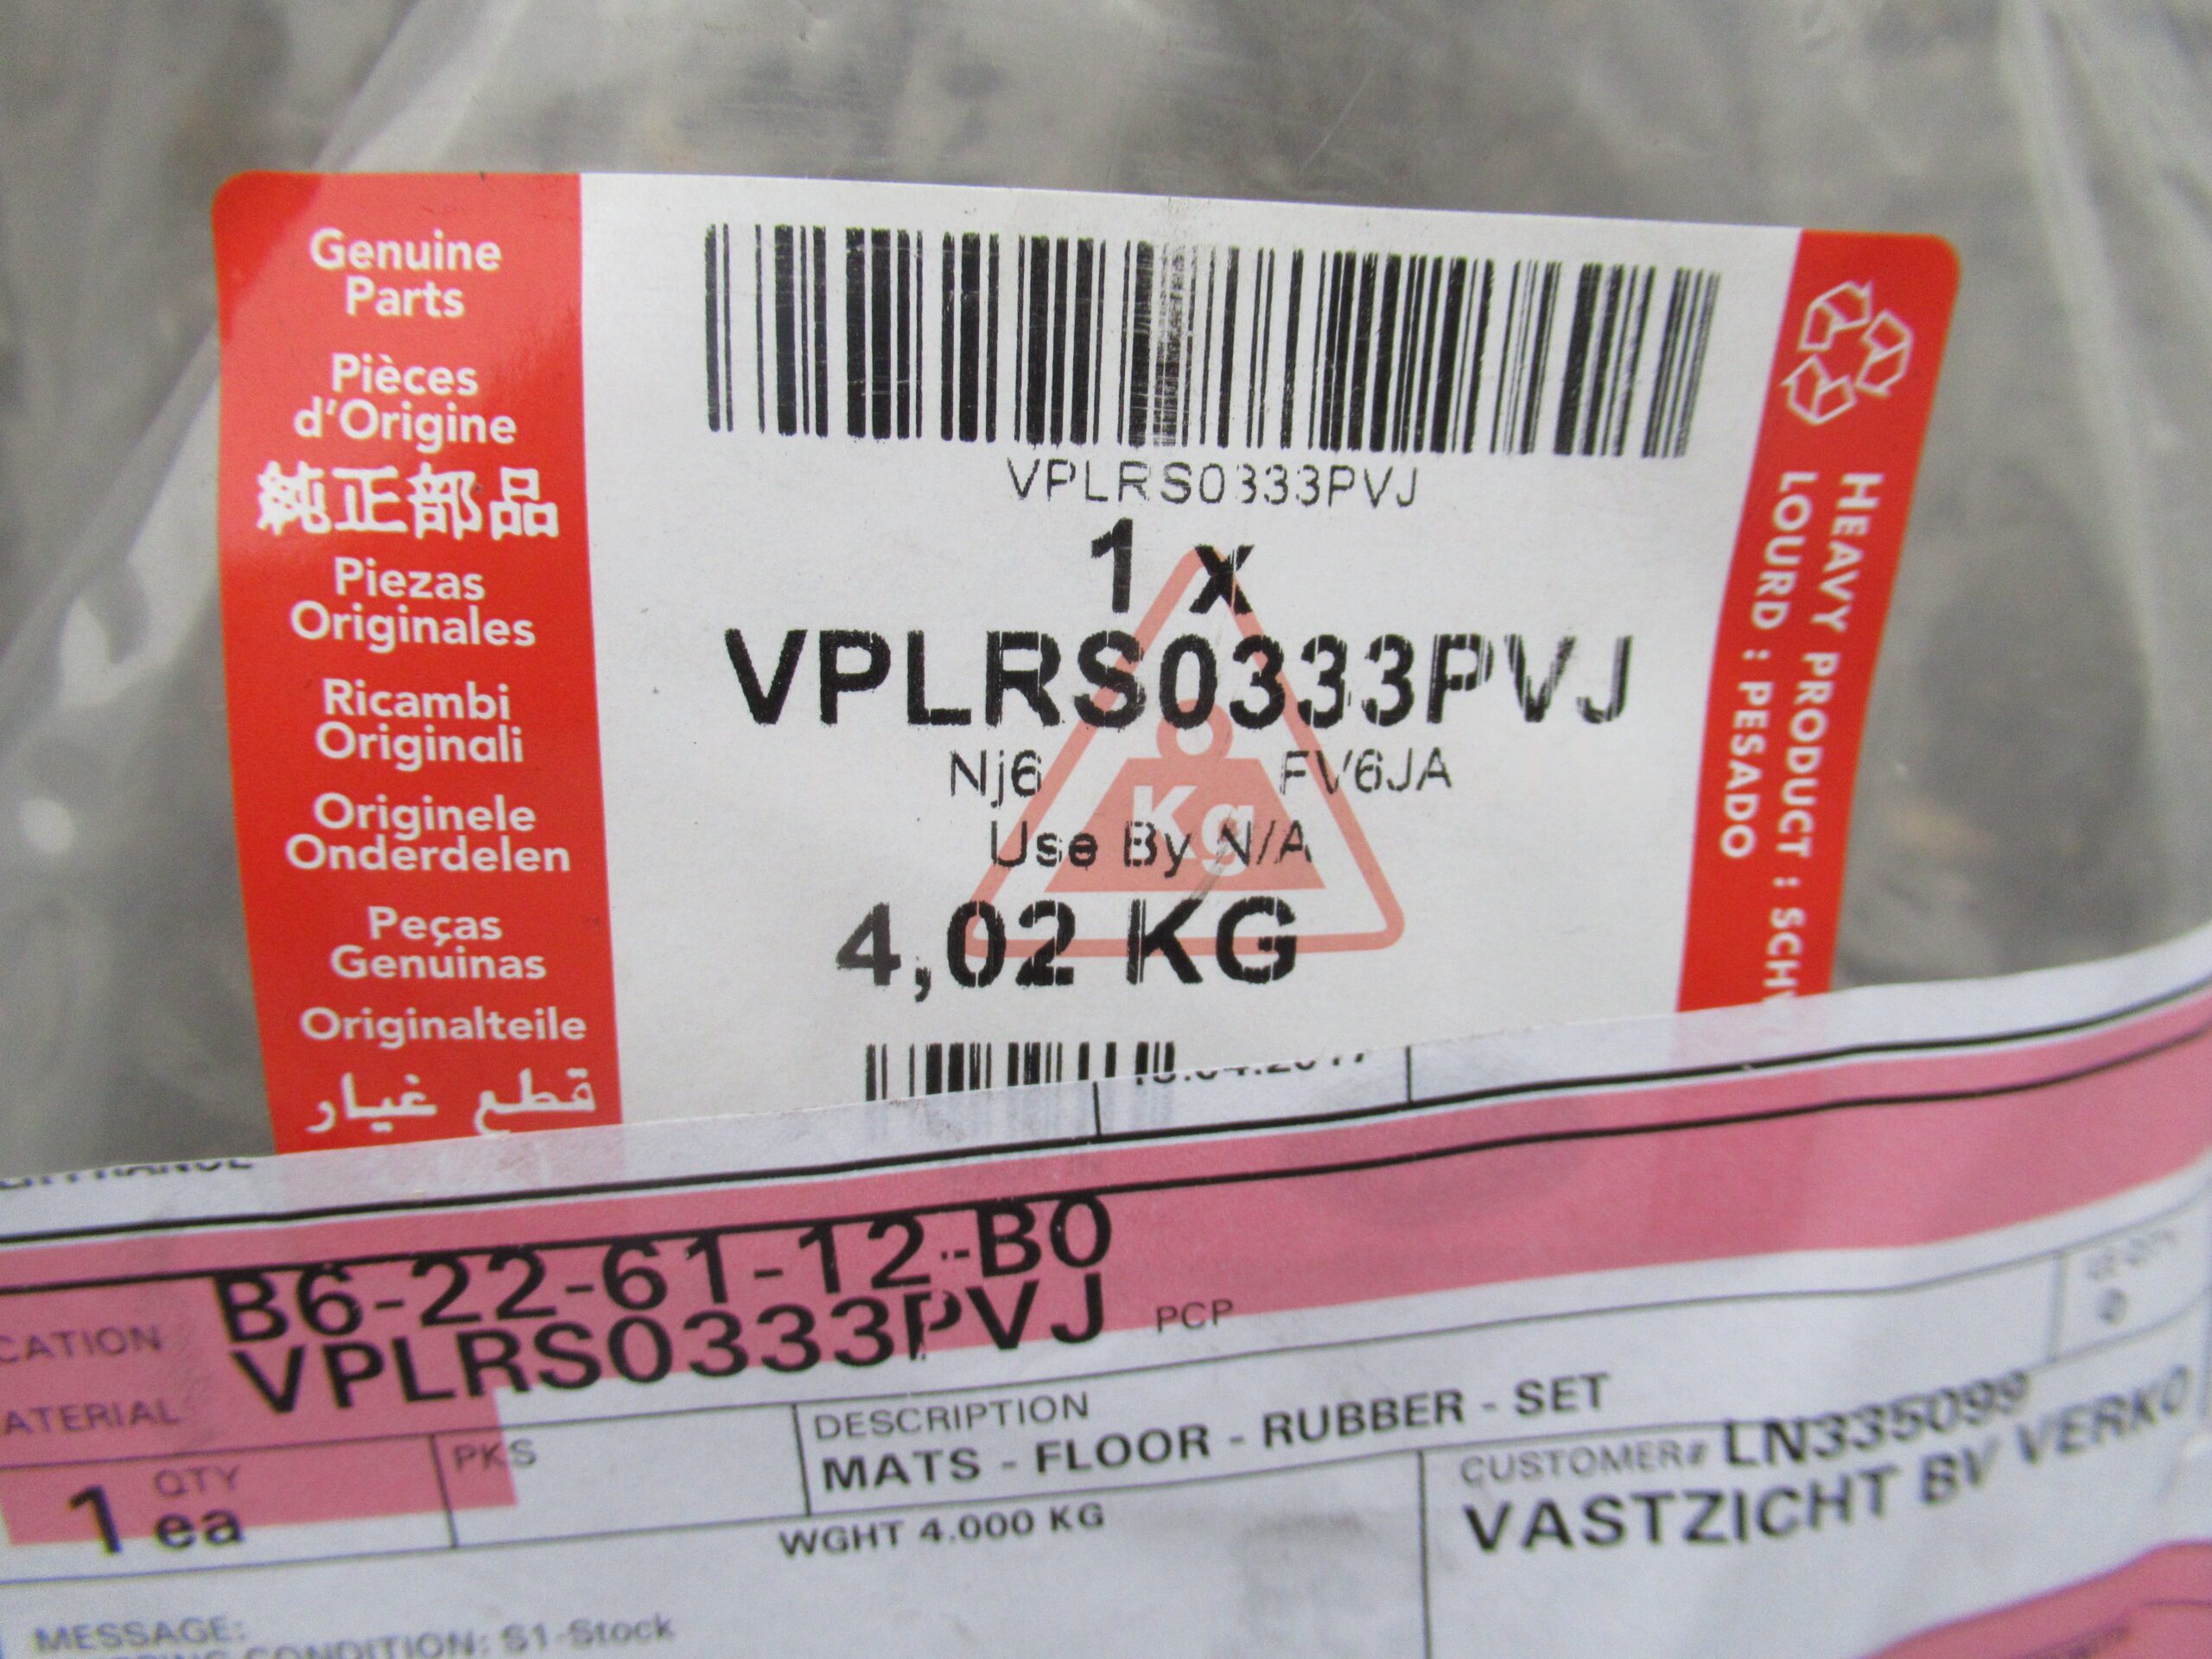 Genuine
Parts
Pièces
d'Origine
純正部品
Piezas
Originales
Ricambi
Originali
Originele
Onderdelen
Peças
Genuinas
Originalteile
قطع غيار
VPLRS0333PVJ
1 x
VPLRS0333PVJ
Nj6 FV6JA
Use By N/A
4,02 KG
HEAVY PRODUCT : SCHW
LOURD : PESADO
B6-22-61-12-B0
CATION
VPLRS0333PVJ PCP
ATERIAL
QTY
1 ea
PKS
DESCRIPTION
MATS - FLOOR - RUBBER - SET
WGHT 4.000 KG
CUSTOMER# LN335099
VASTZICHT BV VERKO
MESSAGE:
CONDITION: S1-Stock